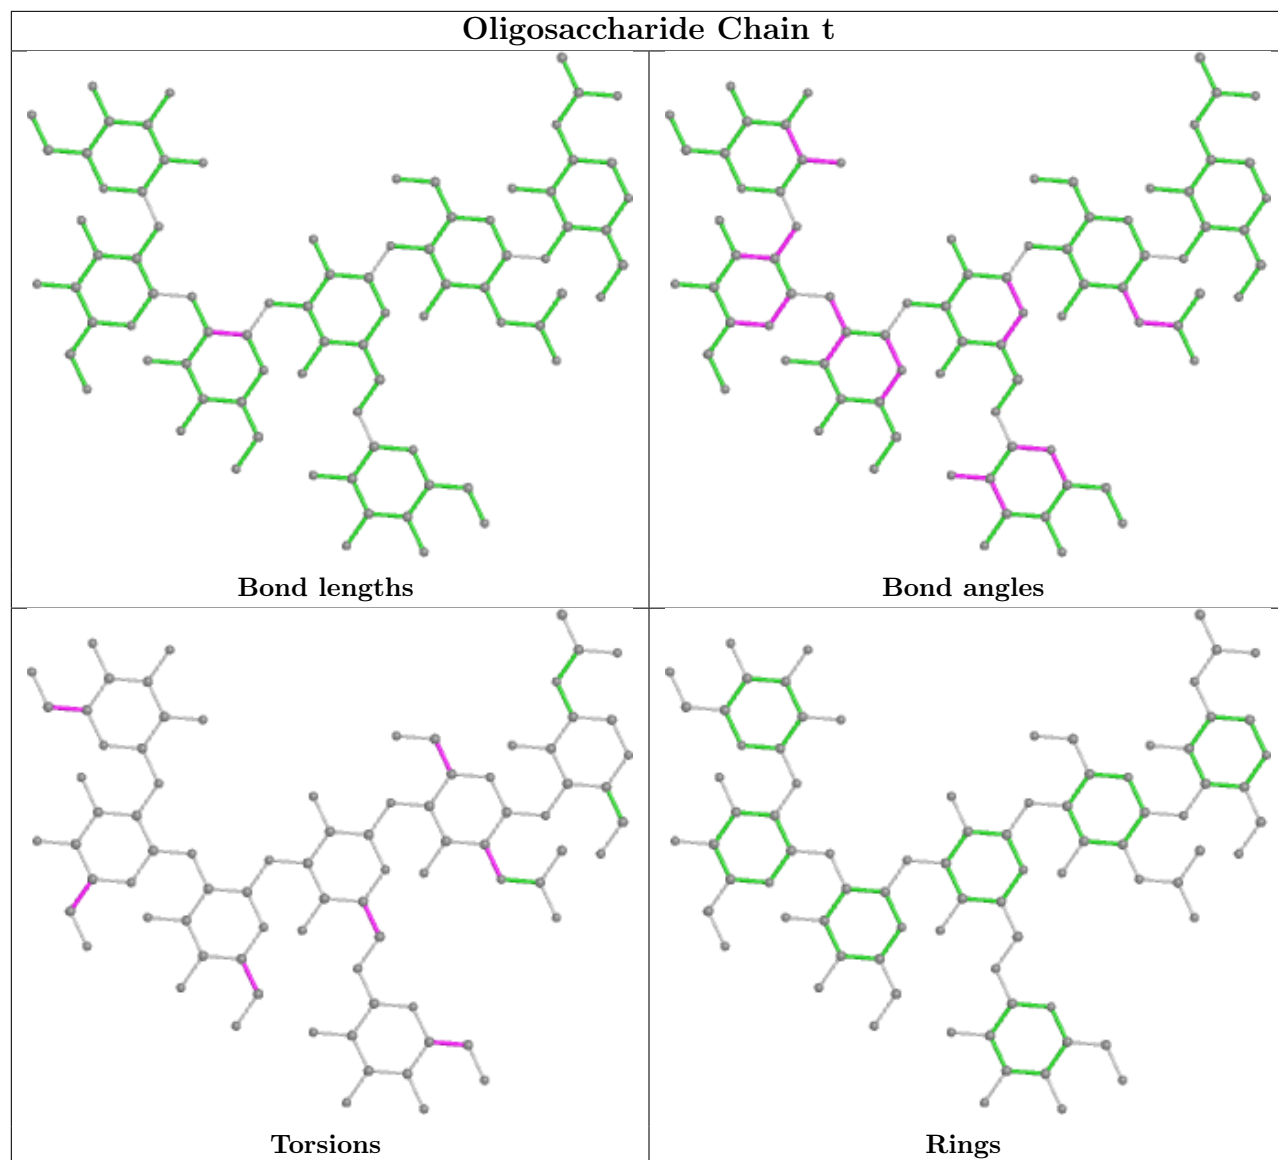 Oligosaccharide Chain t
Bond lengths
Bond angles
Torsions
Rings